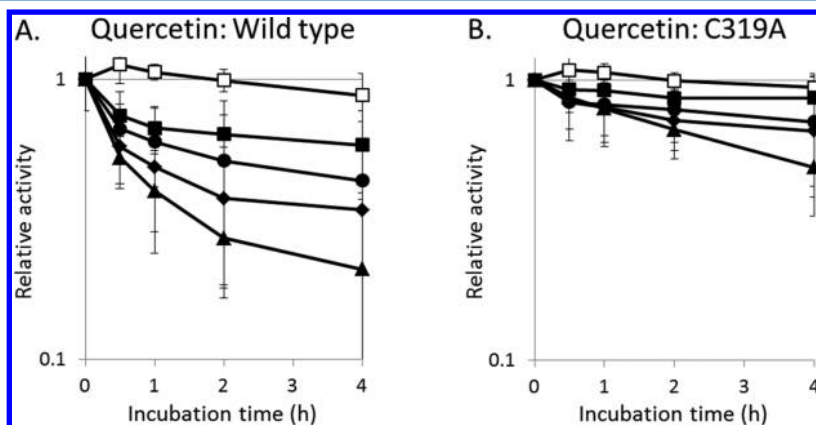 A. Quercetin: Wild type
1
0.1
Relative activity
0 1 2 3 4
Incubation time (h)
B. Quercetin: C319A
1
0.1
Relative activity
0 1 2 3 4
Incubation time (h)